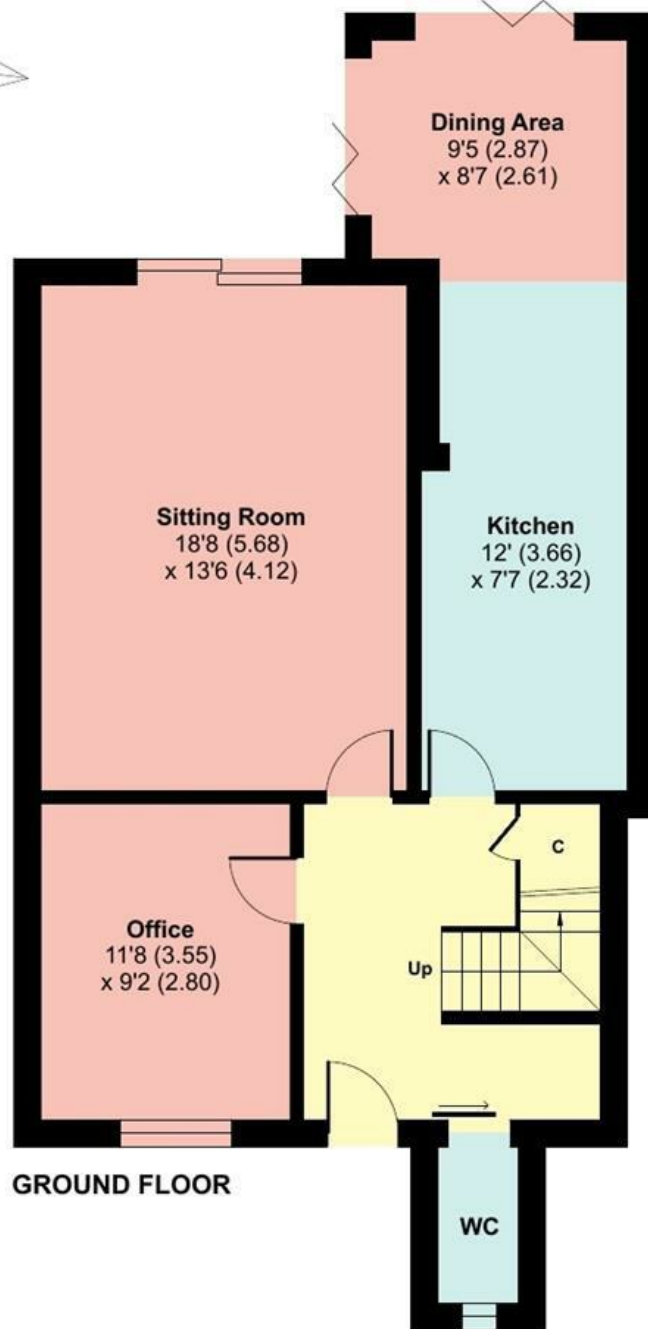 Dining Area
9'5 (2.87)
x 8'7 (2.61)
Sitting Room
18'8 (5.68)
x 13'6 (4.12)
Kitchen
12' (3.66)
x 7'7 (2.32)
C
Office
11'8 (3.55)
x 9'2 (2.80)
Up
GROUND FLOOR
WC